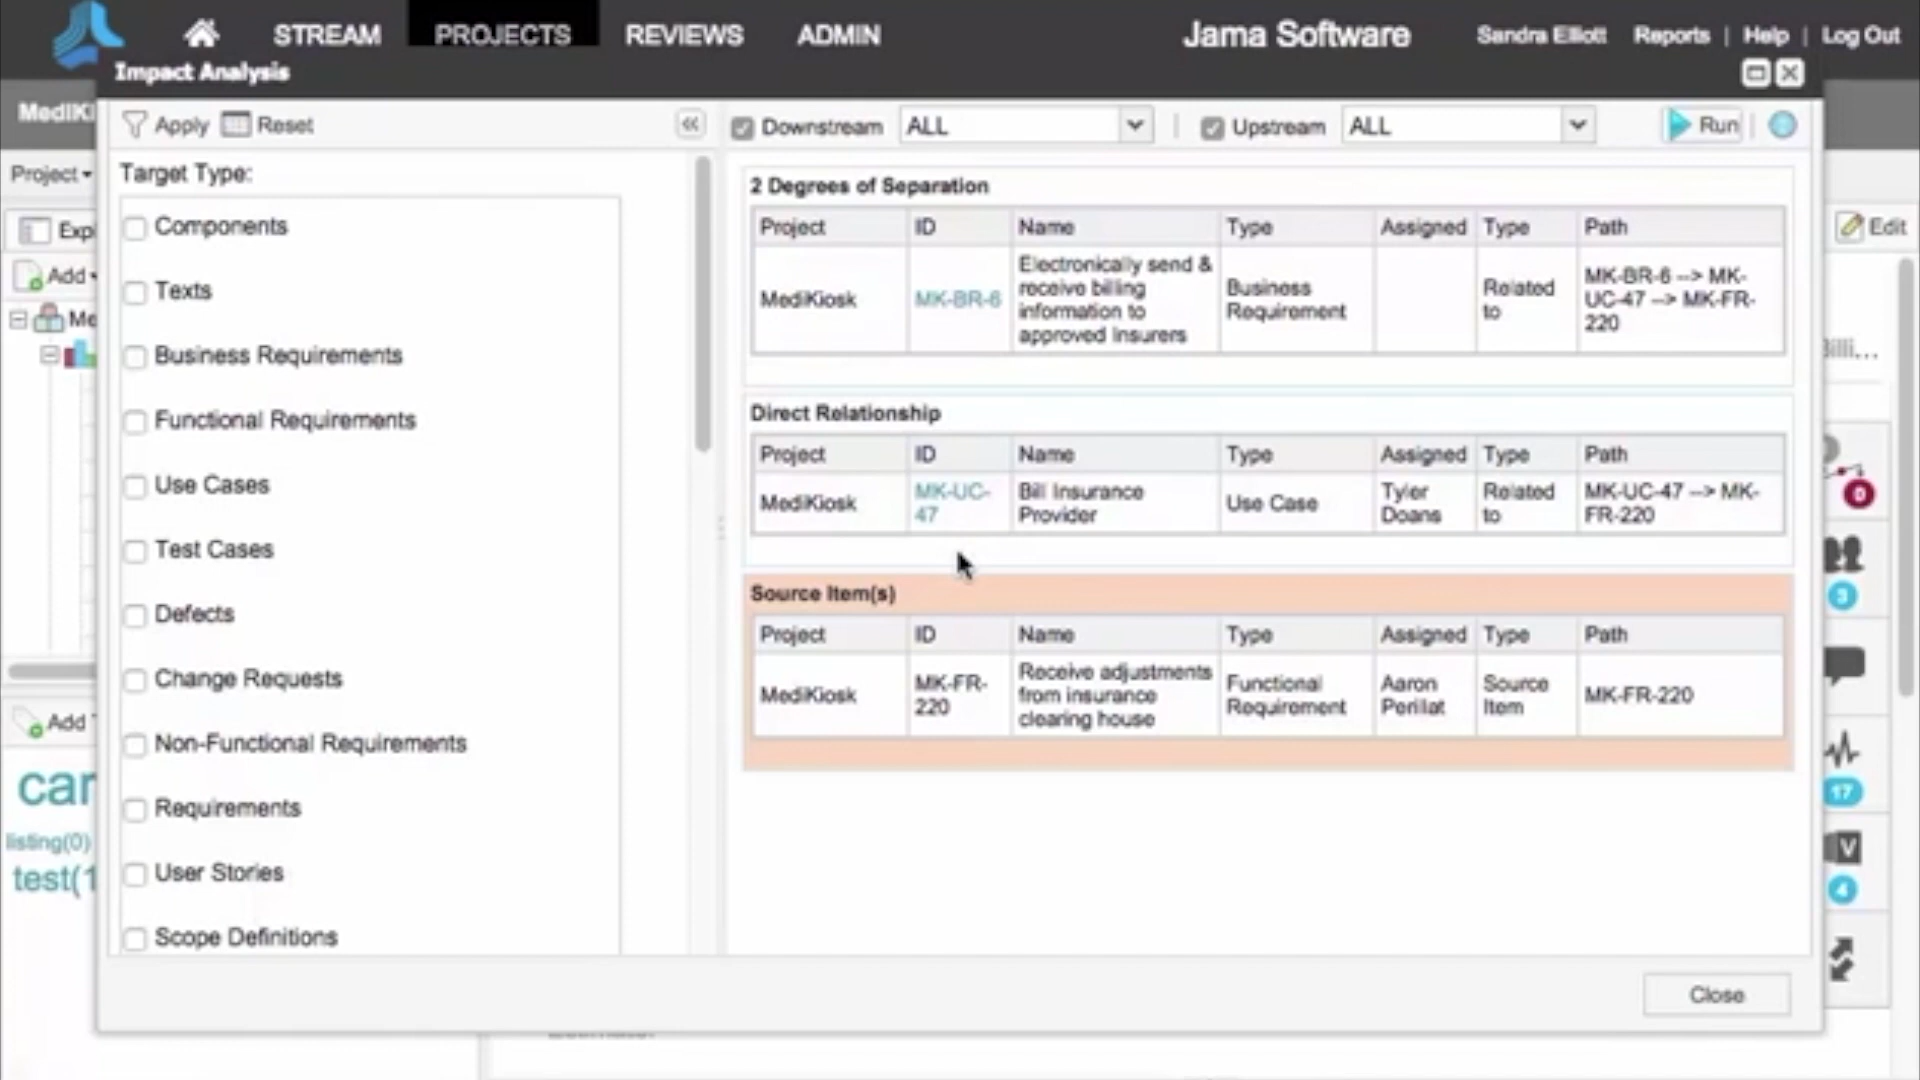 STREAM PROJECTS REVIEWS ADMIN Jama Software Sandra Elliott Reports | Help | Log Out
Impact Analysis
Project
Add
listing(0)
Edit
Apply Reset
Downstream ALL Upstream ALL Run
Target Type:
Components
Texts
Business Requirements
Functional Requirements
Use Cases
Test Cases
Defects
Change Requests
Non-Functional Requirements
Requirements
User Stories
Scope Definitions
2 Degrees of Separation
Project ID Name Type Assigned Type Path
MediKiosk
MK-BR-6
Electronically send &
receive billing
information to
approved insurers
Business
Requirement
Related
to
MK-BR-6 --> MK-
UC-47 --> MK-FR-
220
Direct Relationship
Project ID Name Type Assigned Type Path
MediKiosk
MK-UC-
47
Bill Insurance
Provider
Use Case
Tyler
Doans
Related
to
MK-UC-47 --> MK-
FR-220
Source Item(s)
Project ID Name Type Assigned Type Path
MediKiosk
MK-FR-
220
Receive adjustments
from insurance
clearing house
Functional
Requirement
Aaron
Perillat
Source
Item
MK-FR-220
0
3
17
V
4
Close